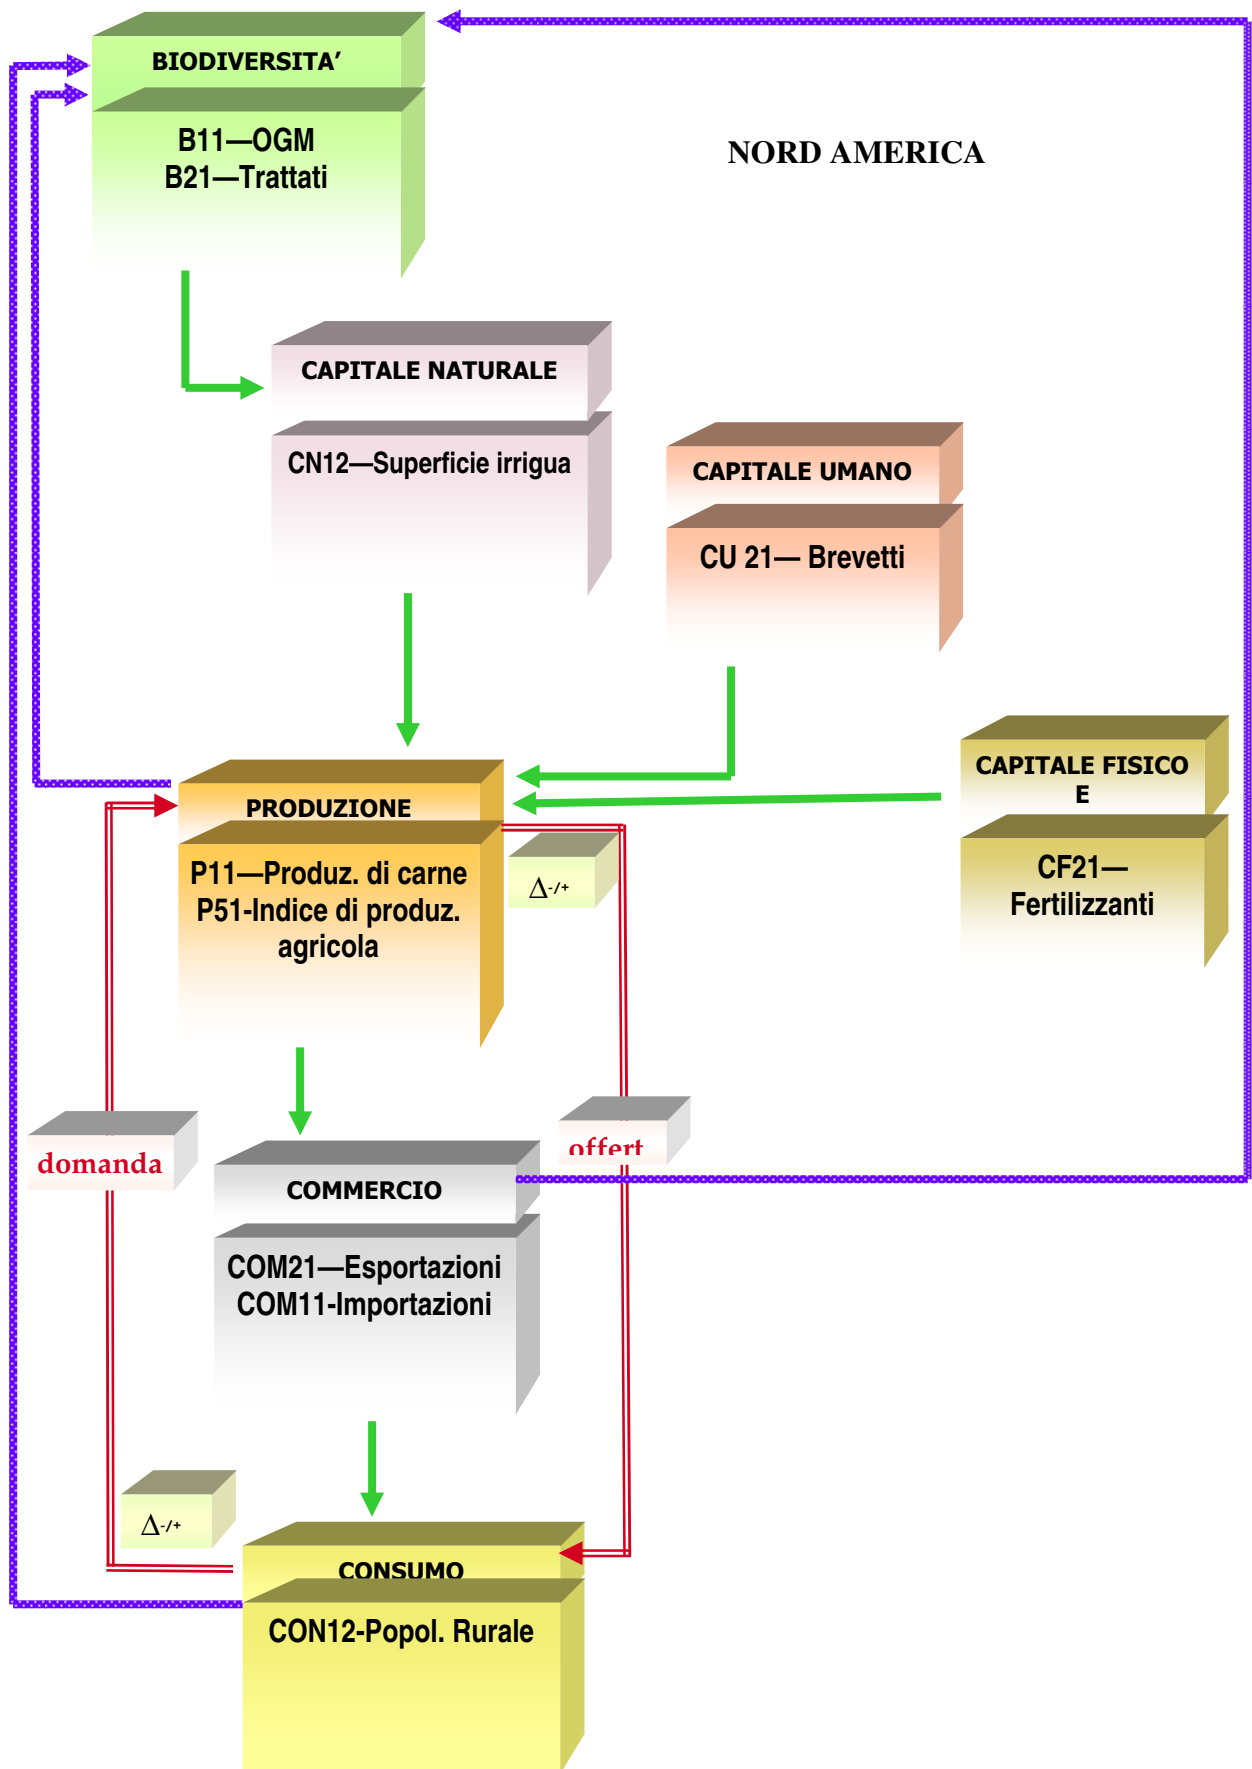 BIODIVERSITA’
B11—OGM
B21—Trattati
NORD AMERICA
CAPITALE NATURALE
CN12—Superficie irrigua
CAPITALE UMANO
CU 21— Brevetti
CAPITALE FISICO
E
CF21—
Fertilizzanti
PRODUZIONE
P11—Produz. di carne
P51-Indice di produz.
agricola
Δ-/+
domanda
offert
COMMERCIO
COM21—Esportazioni
COM11-Importazioni
Δ-/+
CONSUMO
CON12-Popol. Rurale